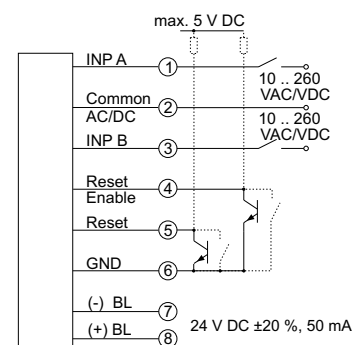 max. 5 V DC
INP A
1
10 .. 260
VAC/VDC
Common
AC/DC
2
10 .. 260
VAC/VDC
INP B
3
Reset
Enable
4
Reset
5
GND
6
(-) BL
7
(+) BL
8
24 V DC ±20 %, 50 mA